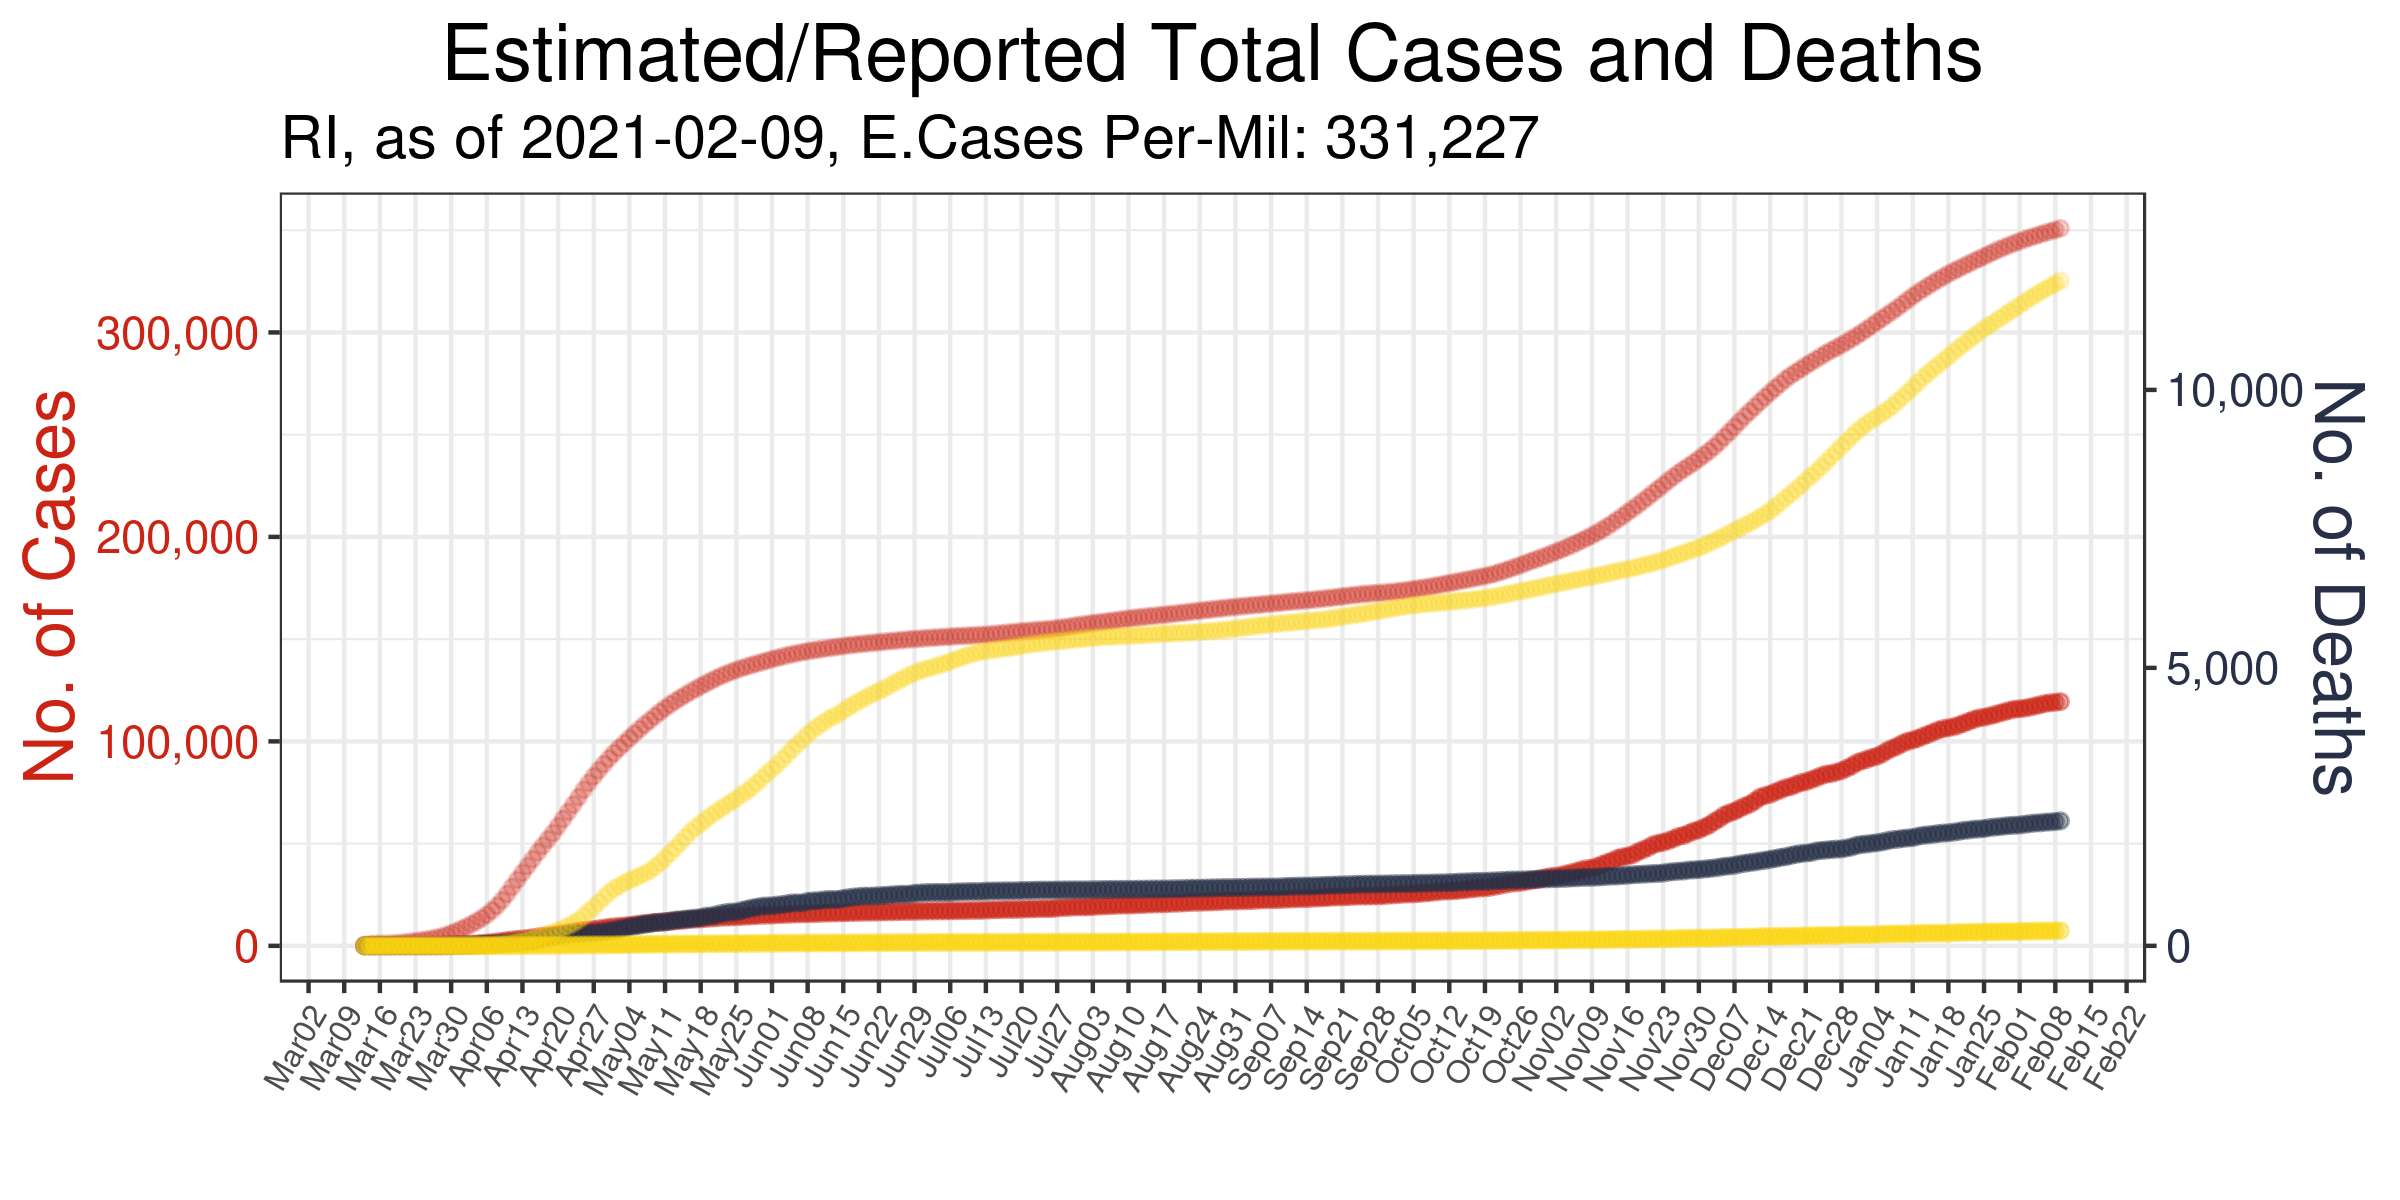 Estimated/Reported Total Cases and Deaths
RI, as of 2021-02-09, E.Cases Per-Mil: 331,227
No. of Cases
300,000
200,000
100,000
0
10,000
5,000
0
No. of Deaths
Mar02
Mar09
Mar16
Mar23
Mar30
Apr06
Apr13
Apr20
Apr27
May04
May11
May18
May25
Jun01
Jun08
Jun15
Jun22
Jun29
Jul06
Jul13
Jul20
Jul27
Aug03
Aug10
Aug17
Aug24
Aug31
Sep07
Sep14
Sep21
Sep28
Oct05
Oct12
Oct19
Oct26
Nov02
Nov09
Nov16
Nov23
Nov30
Dec07
Dec14
Dec21
Dec28
Jan04
Jan11
Jan18
Jan25
Feb01
Feb08
Feb15
Feb22